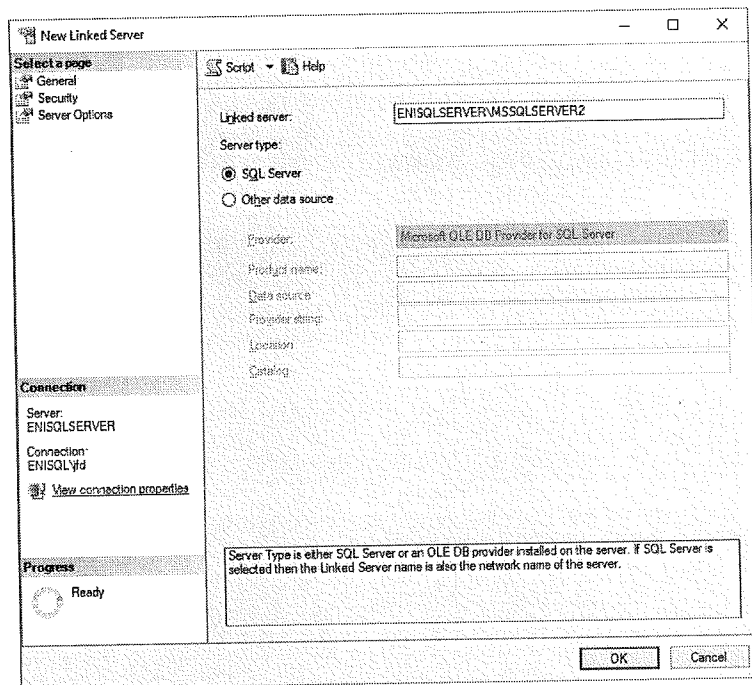 New Linked Server
Select a page
General
Security
Server Options
Script
Help
Linked server:
ENISQLSERVER\MSSQLSERVER2
Server type:
SQL Server
Other data source
Provider:
Microsoft OLE DB Provider for SQL Server
Product name:
Data source
Provider string:
Location
Catalog
Connection
Server:
ENISQLSERVER
Connection:
ENISQL\jfd
View connection properties
Progress
Ready
Server Type is either SQL Server or an OLE DB provider installed on the server. If SQL Server is
selected then the Linked Server name is also the network name of the server.
OK
Cancel